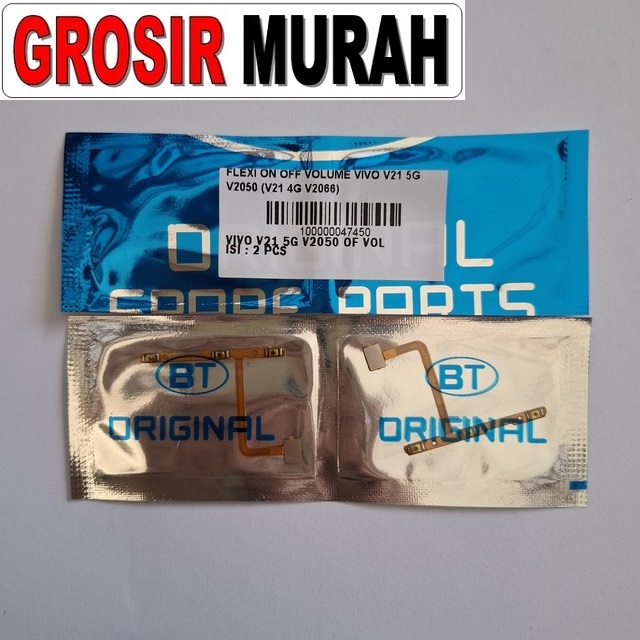 GROSIR MURAH
FLEXI ON OFF VOLUME VIVO V21 5G
V2050 (V21 4G V2066)
100000047450
VIVO V21 5G V2050 OF VOL
ISI : 2 PCS
ORIGINAL
SPARE PARTS
BT
ORIGINAL
BT
ORIGINAL